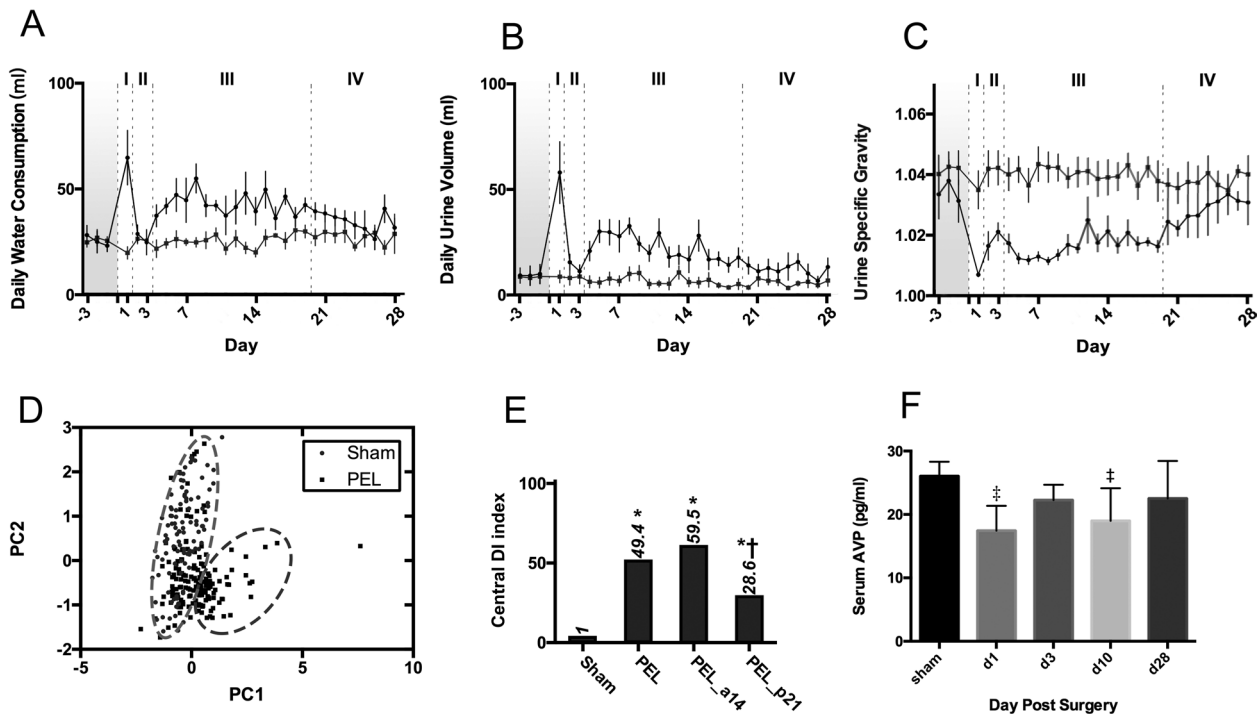 A
I II III IV
Daily Water Consumption (ml)
100
50
0
-3 1 3 7 14 21 28
Day
B
I II III IV
Daily Urine Volume (ml)
100
50
0
-3 1 3 7 14 21 28
Day
C
I II III IV
Urine Specific Gravity
1.06
1.04
1.02
1.00
-3 1 3 7 14 21 28
Day
D
PC2
3
2
1
0
-1
-2
-5 0 5 10
PC1
Sham
PEL
E
Central DI index
100
50
0
1
49.4 *
59.5 *
28.6 *†
Sham PEL PEL_a14 PEL_p21
F
Serum AVP (pg/ml)
30
20
10
0
‡ ‡
sham d1 d3 d10 d28
Day Post Surgery